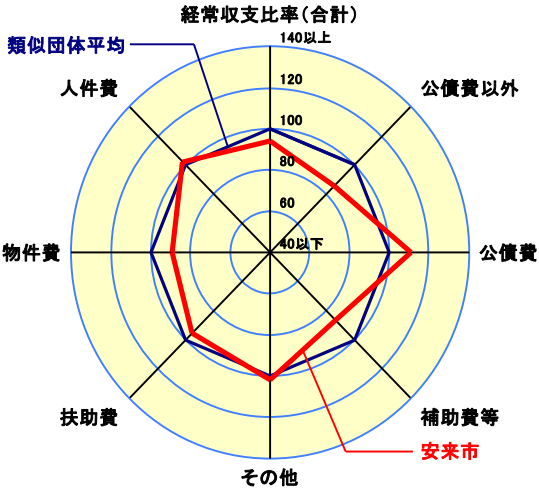 経常収支比率(合計)
140以上
類似団体平均
120
人件費
公債費以外
100
80
60
40以下
物件費
公債費
扶助費
補助費等
安来市
その他